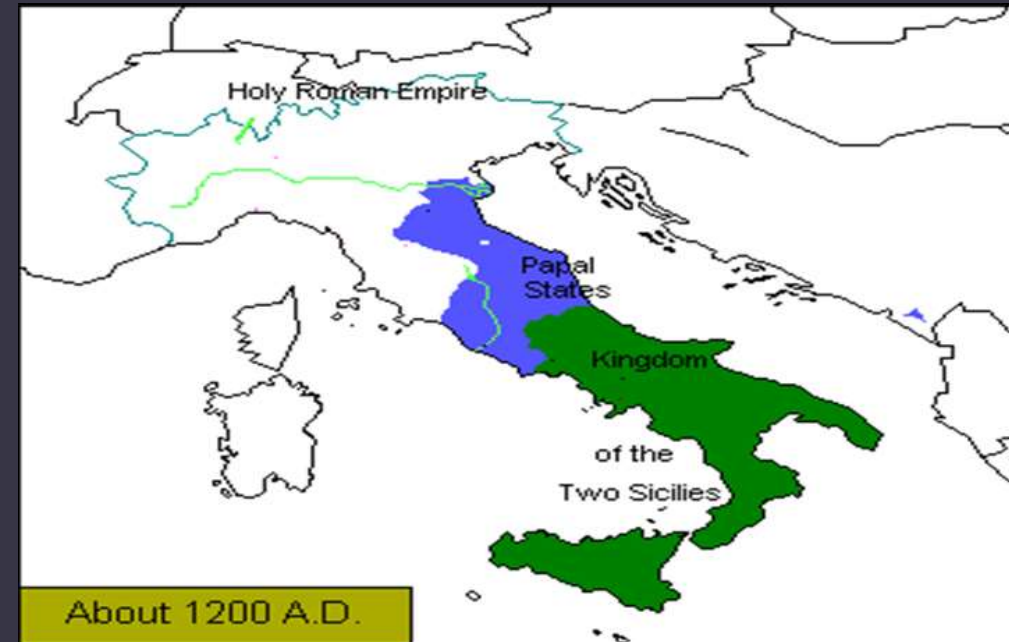 Holy Roman Empire
Papal
States
Kingdom
of the
Two Sicilies
About 1200 A.D.